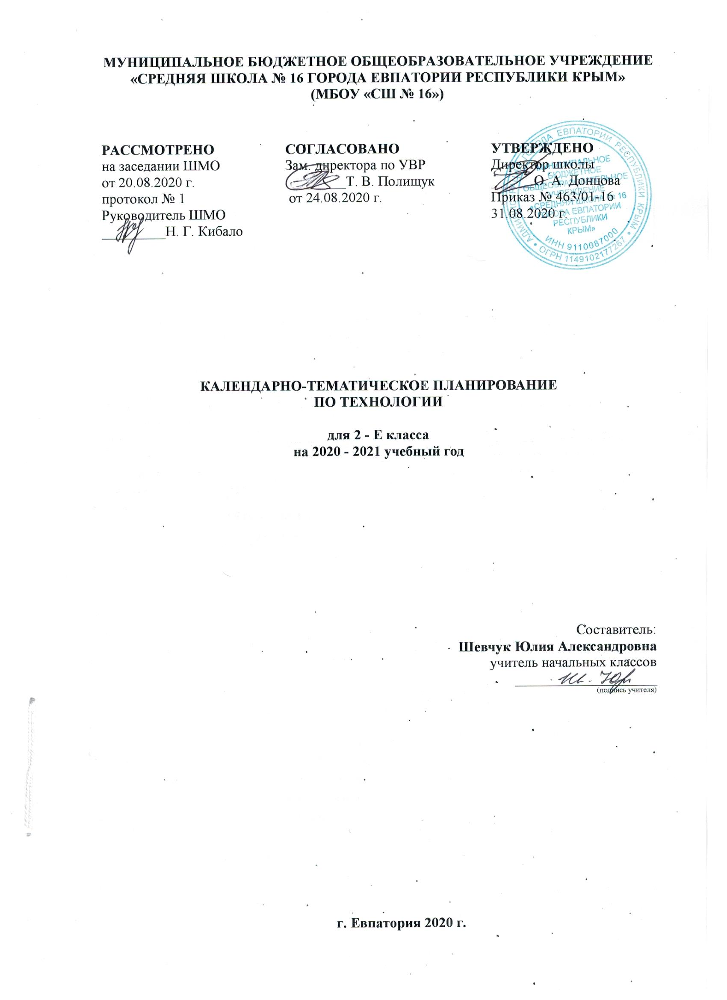 МУНИЦИПАЛЬНОЕ БЮДЖЕТНОЕ ОБЩЕОБРАЗОВАТЕЛЬНОЕ УЧРЕЖДЕНИЕ
«СРЕДНЯЯ ШКОЛА № 16 ГОРОДА ЕВПАТОРИИ РЕСПУБЛИКИ КРЫМ»
(МБОУ «СШ № 16»)
РАССМОТРЕНО
на заседании ШМО
от 20.08.2020 г.
протокол № 1
Руководитель ШМО
_________Н. Г. Кибало
СОГЛАСОВАНО
Зам. директора по УВР
_________Т. В. Полищук
от 24.08.2020 г.
УТВЕРЖДЕНО
Директор школы
______О. А. Донцова
Приказ № 463/01-16
31.08.2020 г.
ГОРОДА ЕВПАТОРИИ РЕСПУБЛИКИ КРЫМ • ОГРН 1149102177267 •
МУНИЦИПАЛЬНОЕ
БЮДЖЕТНОЕ
ОБЩЕОБРАЗОВАТЕЛЬНОЕ
УЧРЕЖДЕНИЕ
«СРЕДНЯЯ ШКОЛА № 16
ГОРОДА ЕВПАТОРИИ
РЕСПУБЛИКИ
КРЫМ»
ИНН 9110087000
КАЛЕНДАРНО-ТЕМАТИЧЕСКОЕ ПЛАНИРОВАНИЕ
ПО ТЕХНОЛОГИИ
для 2 - Е класса
на 2020 - 2021 учебный год
Составитель:
Шевчук Юлия Александровна
учитель начальных классов
(подпись учителя)
г. Евпатория 2020 г.